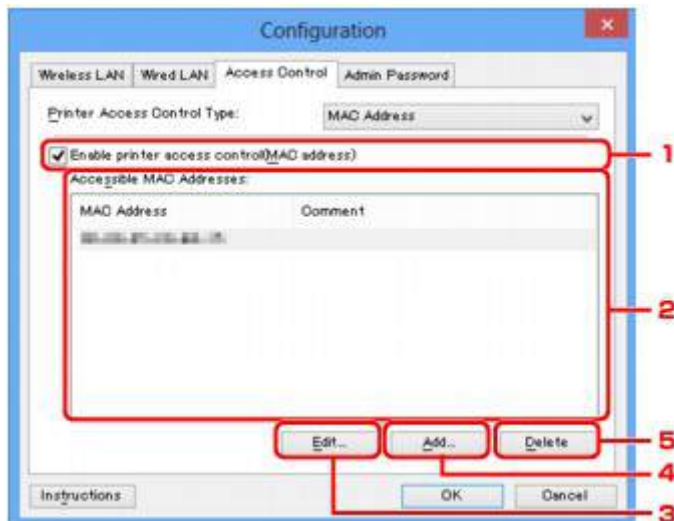 Configuration
Wireless LAN Wired LAN Access Control Admin Password
Printer Access Control Type: MAC Address
Enable printer access control(MAC address) 1
Accessible MAC Addresses:
MAC Address Comment
2
Edit... Add... Delete 5
4
Instructions OK Cancel
3